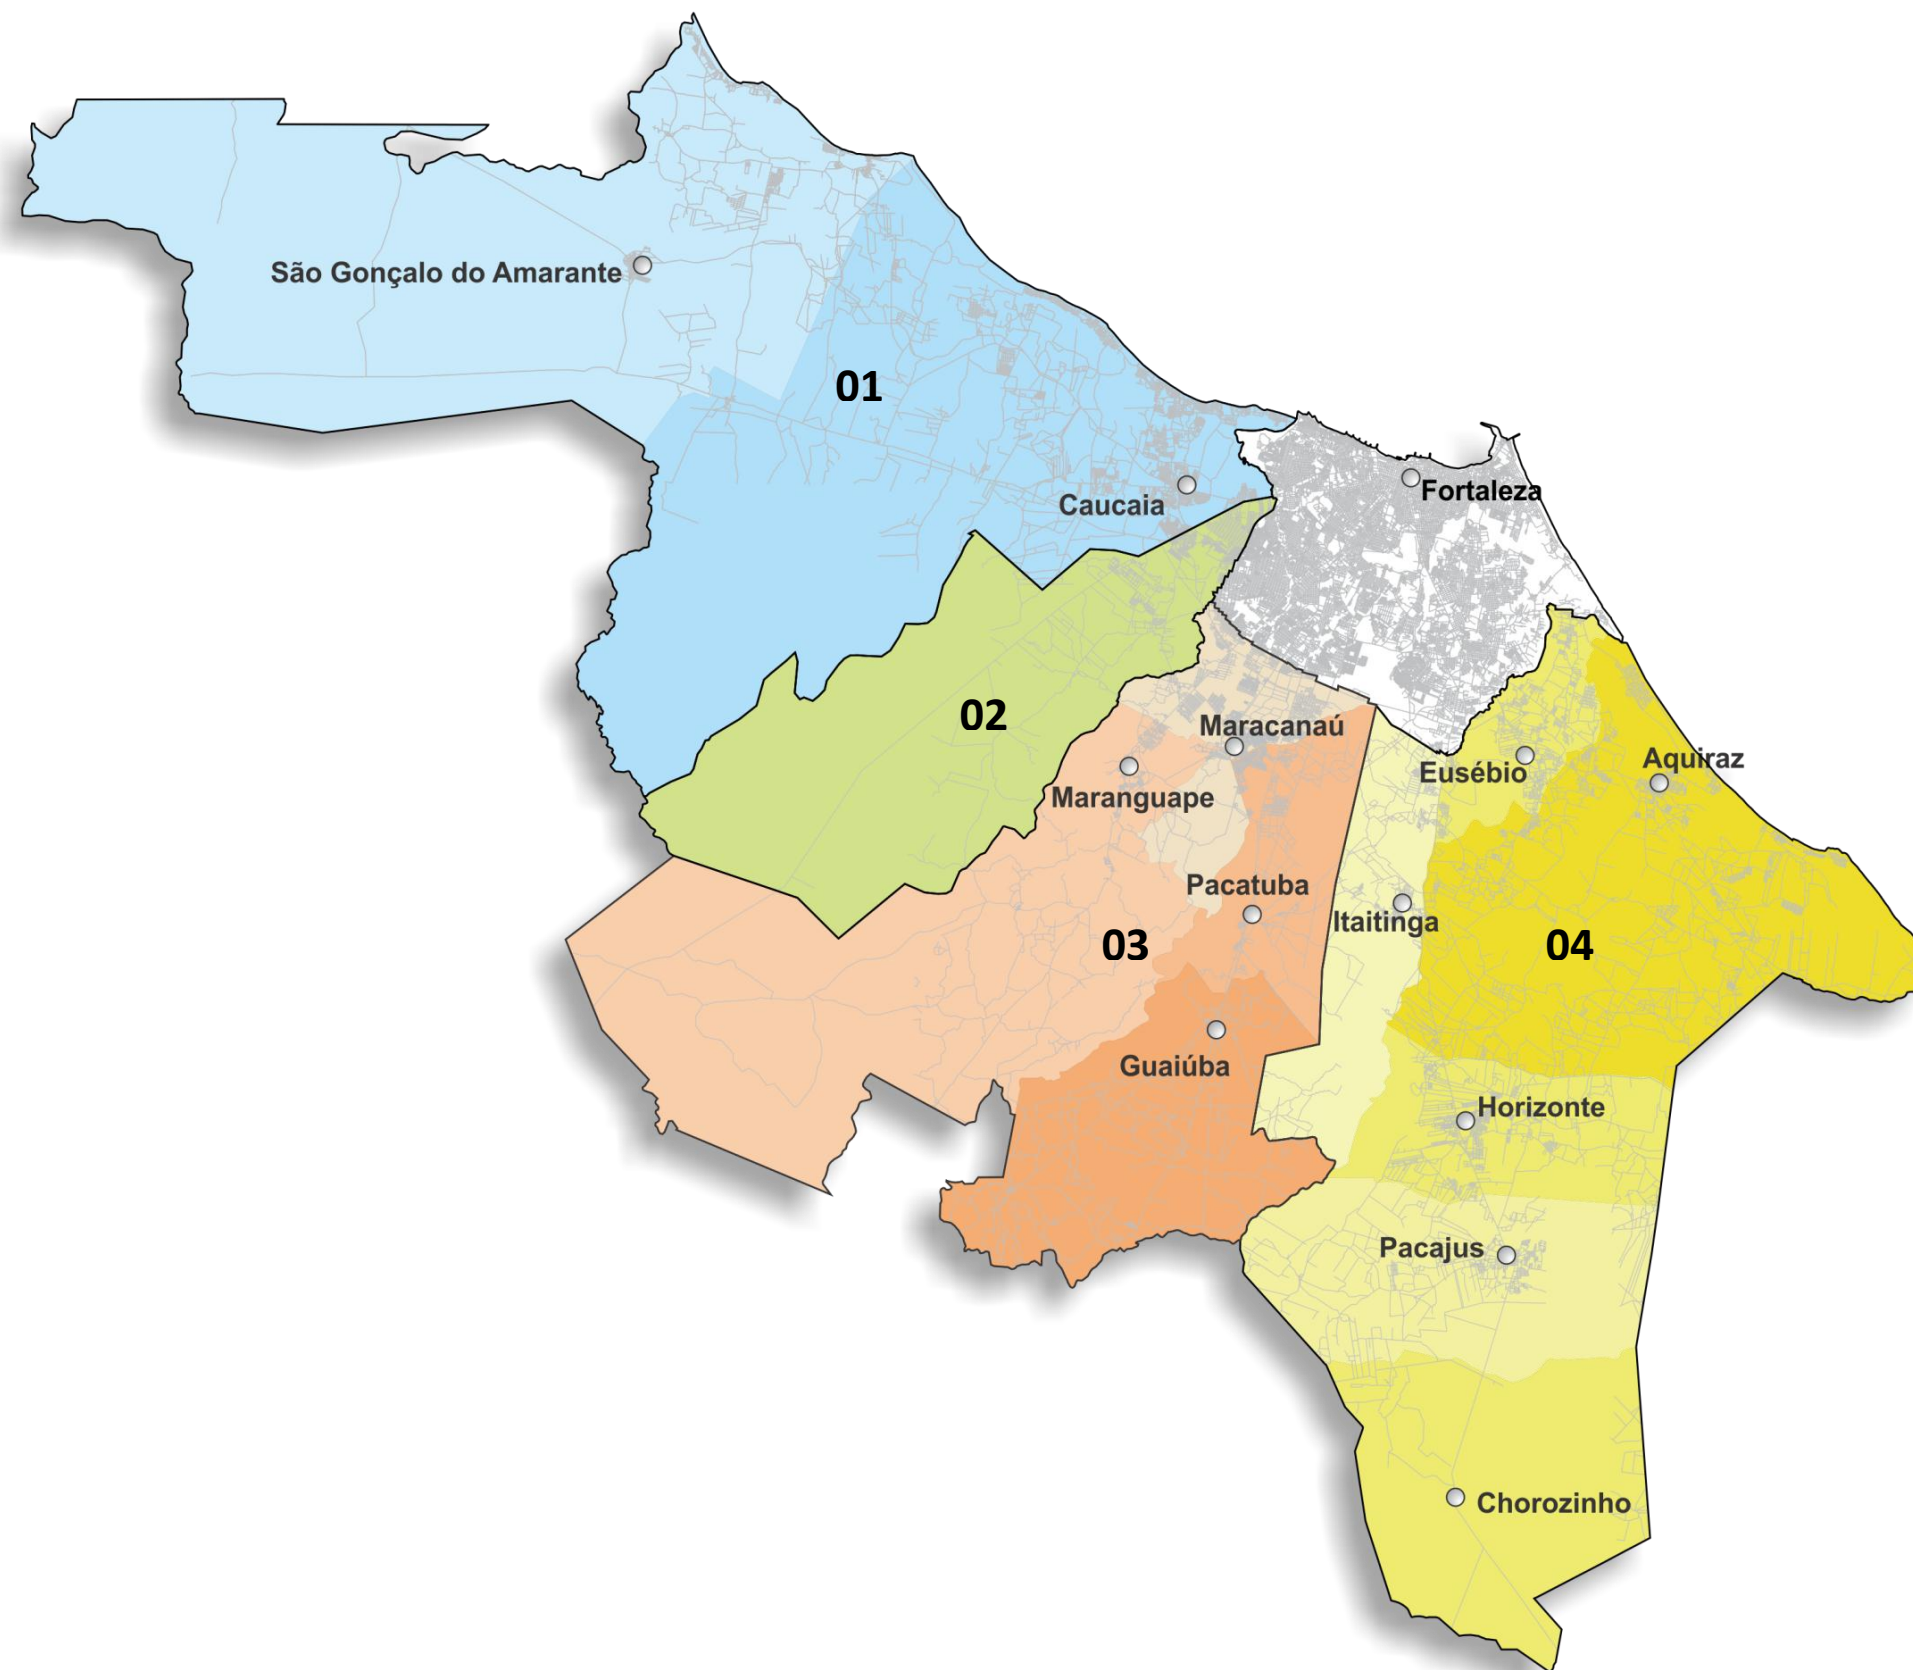 São Gonçalo do Amarante
01
Caucaia
Fortaleza
02
Maracanaú
Eusébio
Aquiraz
Maranguape
Pacatuba
Itaitinga
03
04
Guaiúba
Horizonte
Pacajus
Chorozinho